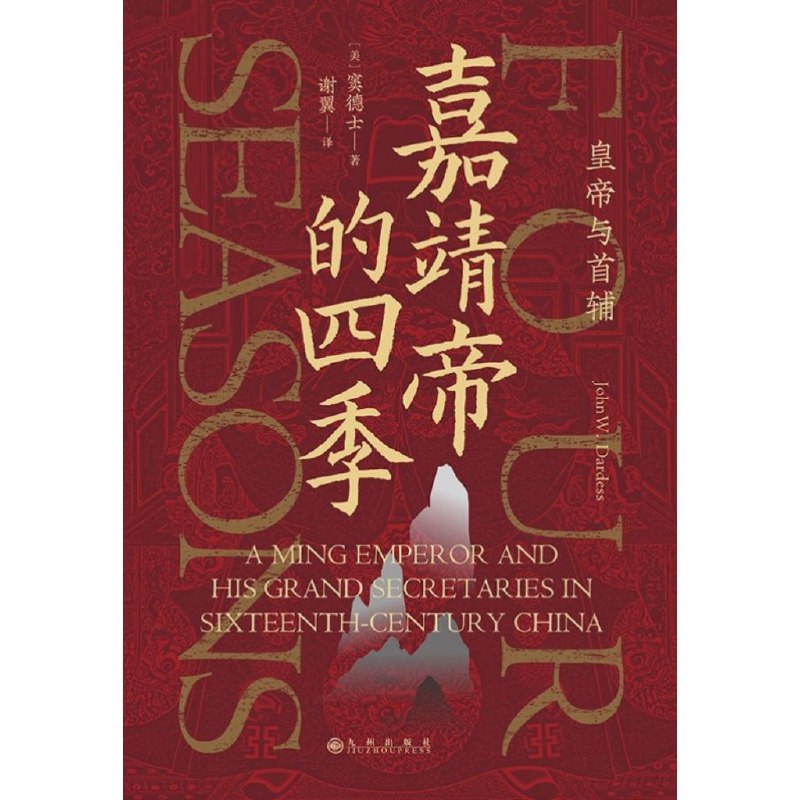 嘉靖帝
的四季
皇帝与首辅
[美]窦德士—著
谢翼—译
John W. Dardess
FOUR
SEASONS
A MING EMPEROR AND
HIS GRAND SECRETARIES IN
SIXTEENTH-CENTURY CHINA
九州出版社
JIUZHOUPRESS